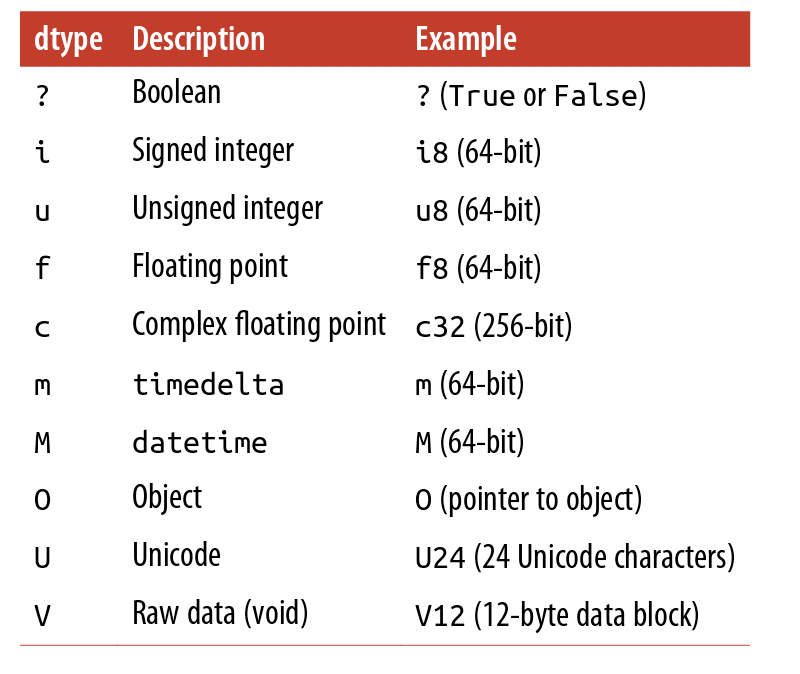 dtype Description Example
? Boolean ? (True or False)
i Signed integer i8 (64-bit)
u Unsigned integer u8 (64-bit)
f Floating point f8 (64-bit)
c Complex floating point c32 (256-bit)
m timedelta m (64-bit)
M datetime M (64-bit)
O Object O (pointer to object)
U Unicode U24 (24 Unicode characters)
V Raw data (void) V12 (12-byte data block)